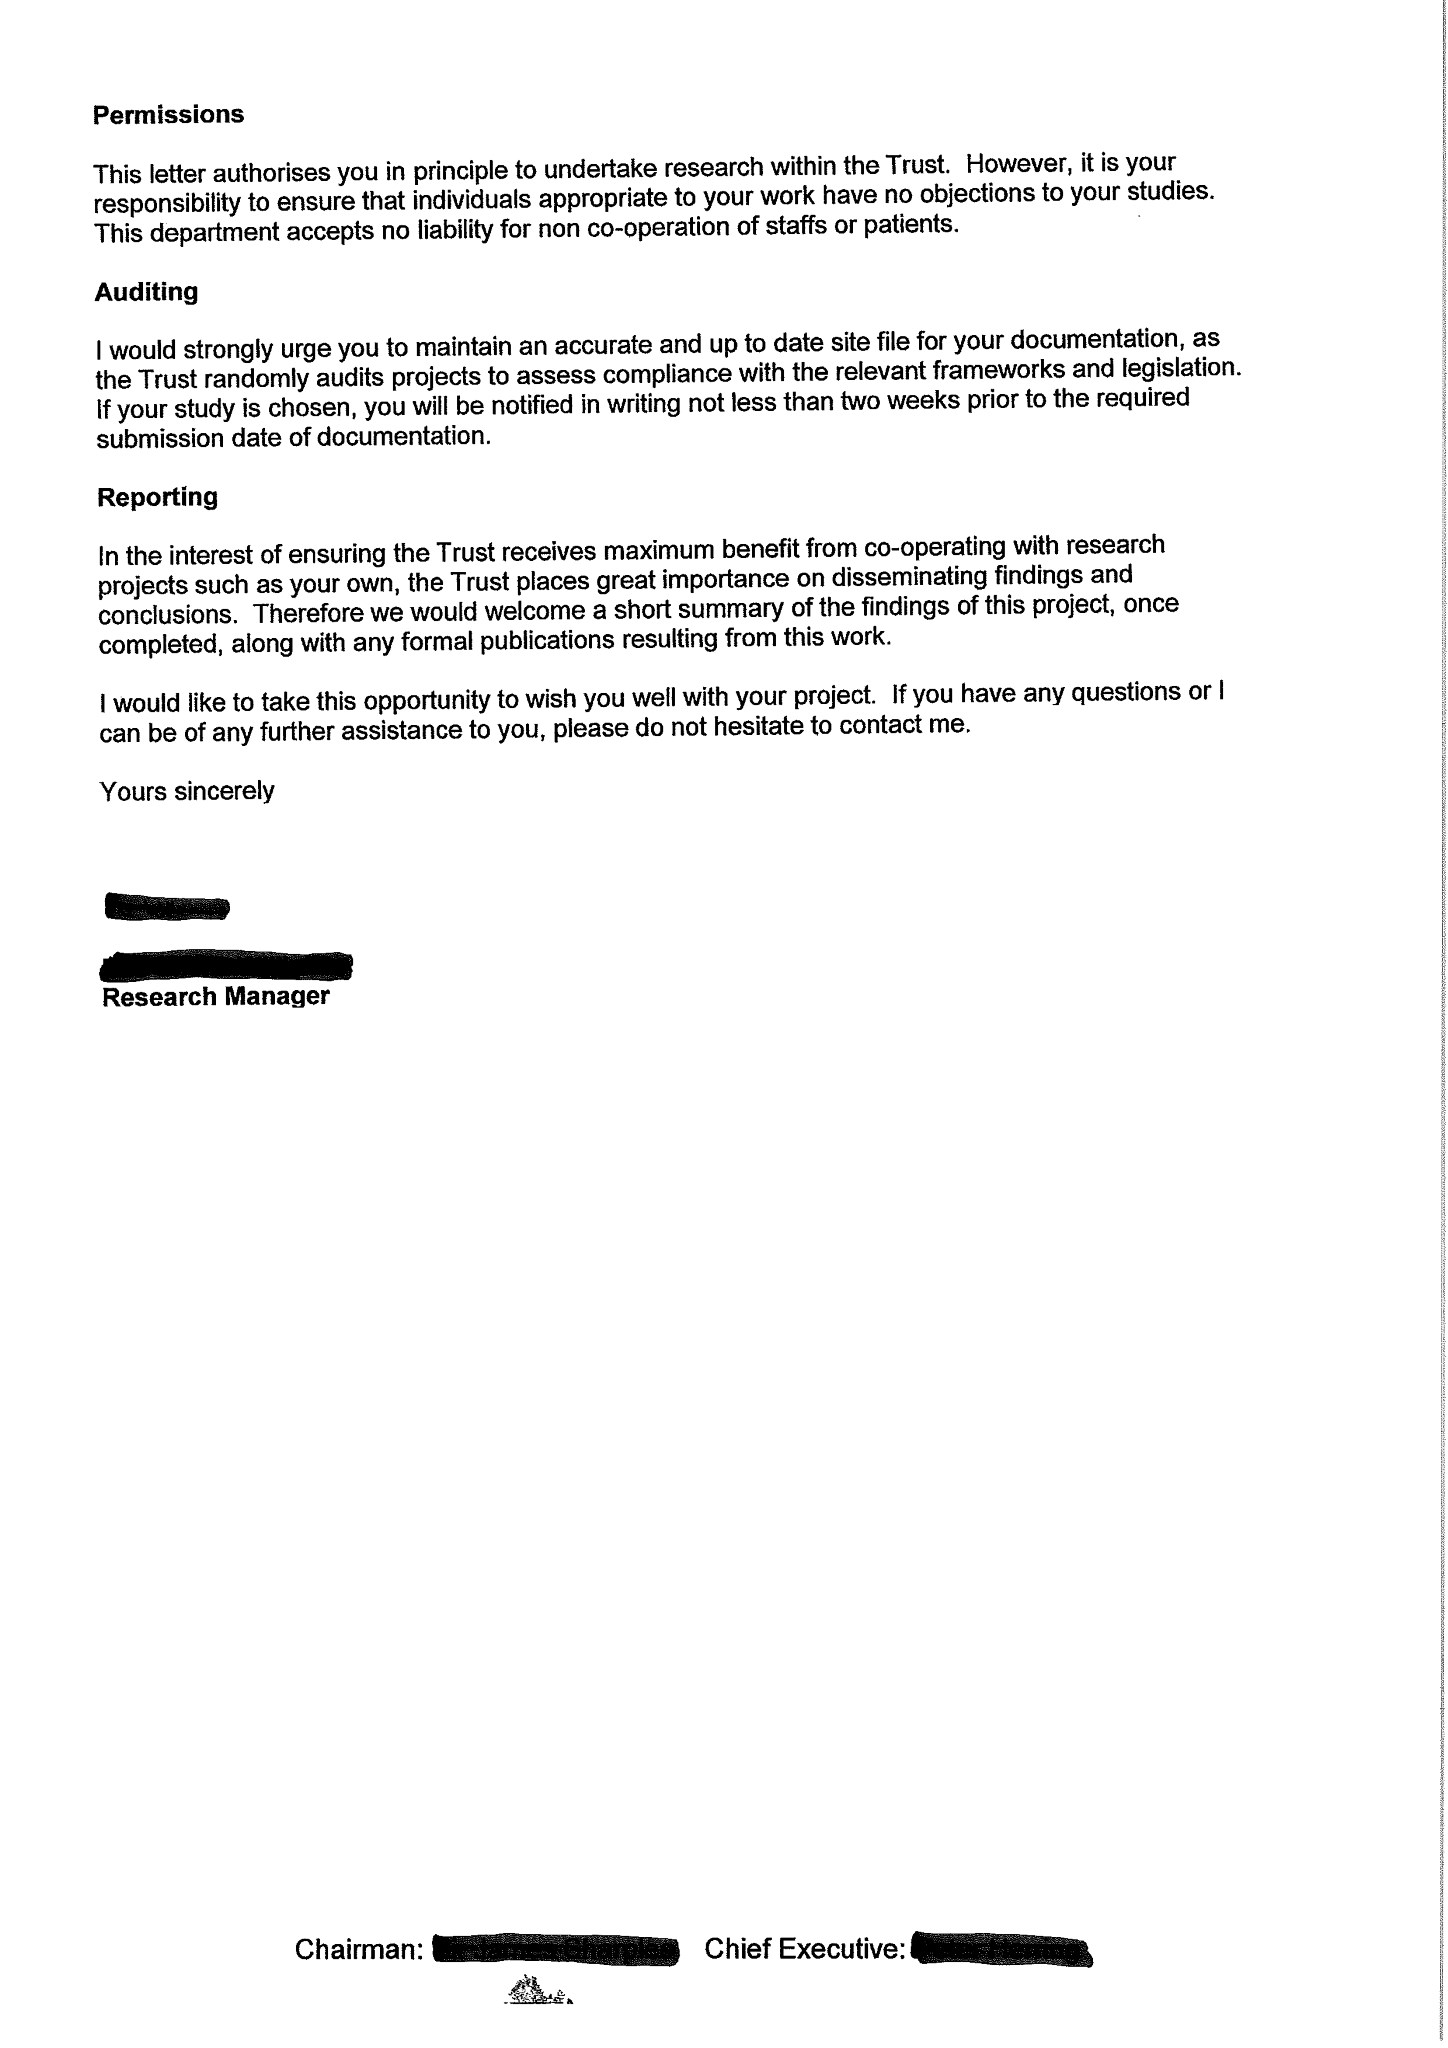 Permissions
This letter authorises you in principle to undertake research within the Trust. However, it is your
responsibility to ensure that individuals appropriate to your work have no objections to your studies.
This department accepts no liability for non co-operation of staffs or patients.
Auditing
I would strongly urge you to maintain an accurate and up to date site file for your documentation, as
the Trust randomly audits projects to assess compliance with the relevant frameworks and legislation.
If your study is chosen, you will be notified in writing not less than two weeks prior to the required
submission date of documentation.
Reporting
In the interest of ensuring the Trust receives maximum benefit from co-operating with research
projects such as your own, the Trust places great importance on disseminating findings and
conclusions. Therefore we would welcome a short summary of the findings of this project, once
completed, along with any formal publications resulting from this work.
I would like to take this opportunity to wish you well with your project. If you have any questions or I
can be of any further assistance to you, please do not hesitate to contact me.
Yours sincerely
Research Manager
Chairman: Chief Executive: